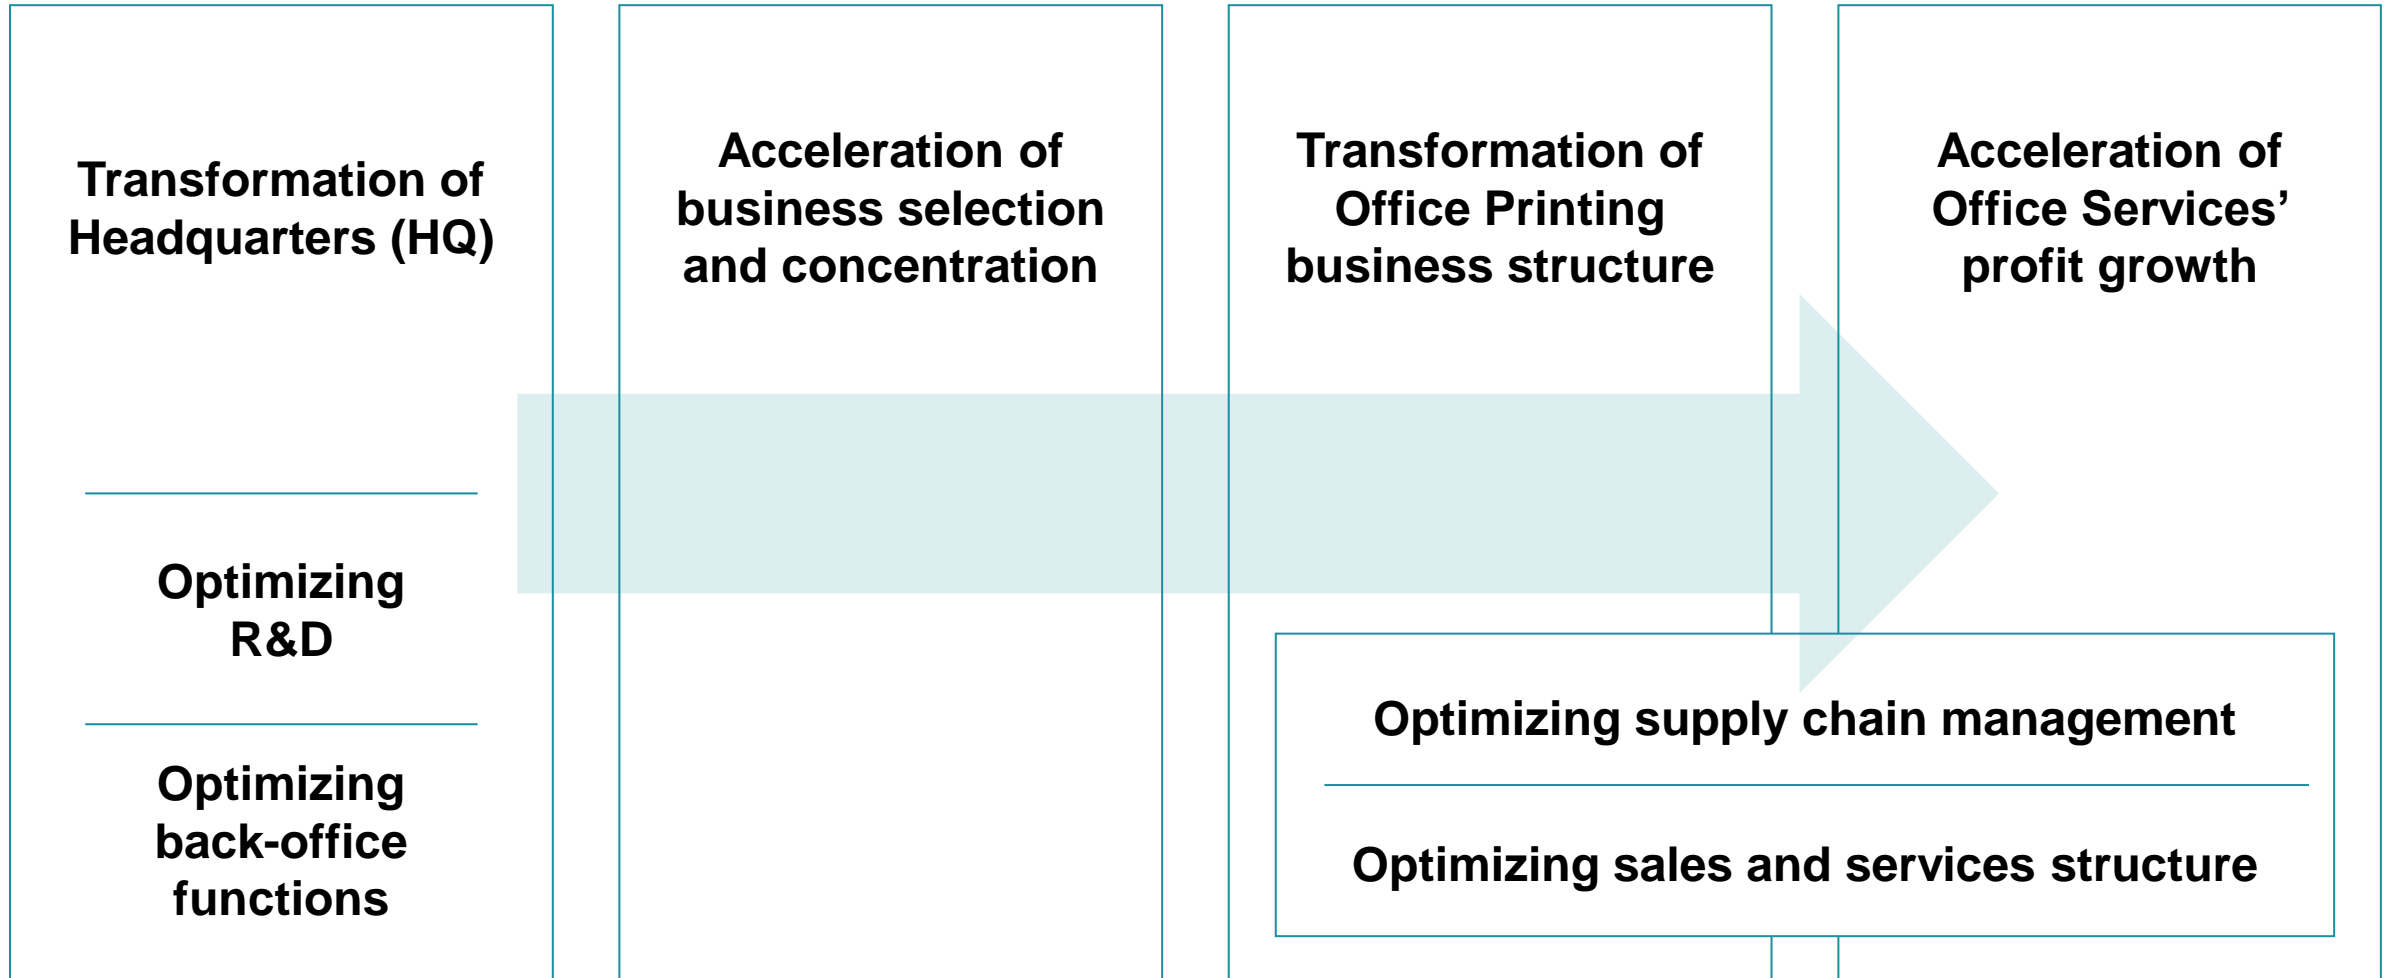 Transformation of
Headquarters (HQ)
Optimizing
R&D
Optimizing
back-office
functions
Acceleration of
business selection
and concentration
Transformation of
Office Printing
business structure
Acceleration of
Office Services’
profit growth
Optimizing supply chain management
Optimizing sales and services structure